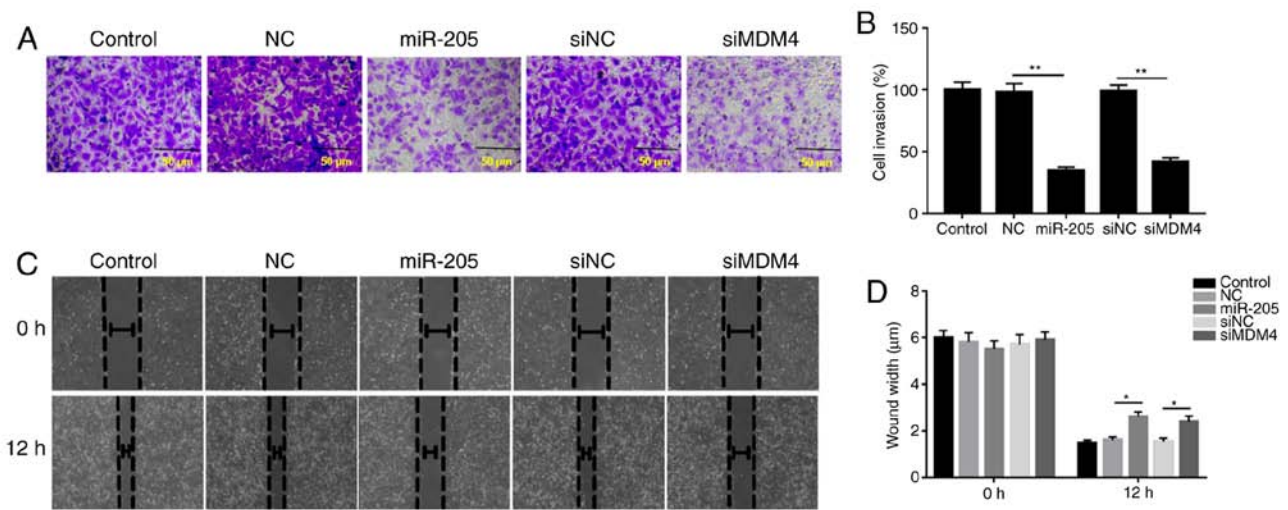 A
Control NC miR-205 siNC siMDM4
50 µm 50 µm 50 µm 50 µm 50 µm
B
Cell invasion (%)
150
100
50
0
Control NC miR-205 siNC siMDM4
** **
C
Control NC miR-205 siNC siMDM4
0 h
12 h
D
Wound width (µm)
8
6
4
2
0
0 h 12 h
* *
Control
NC
miR-205
siNC
siMDM4